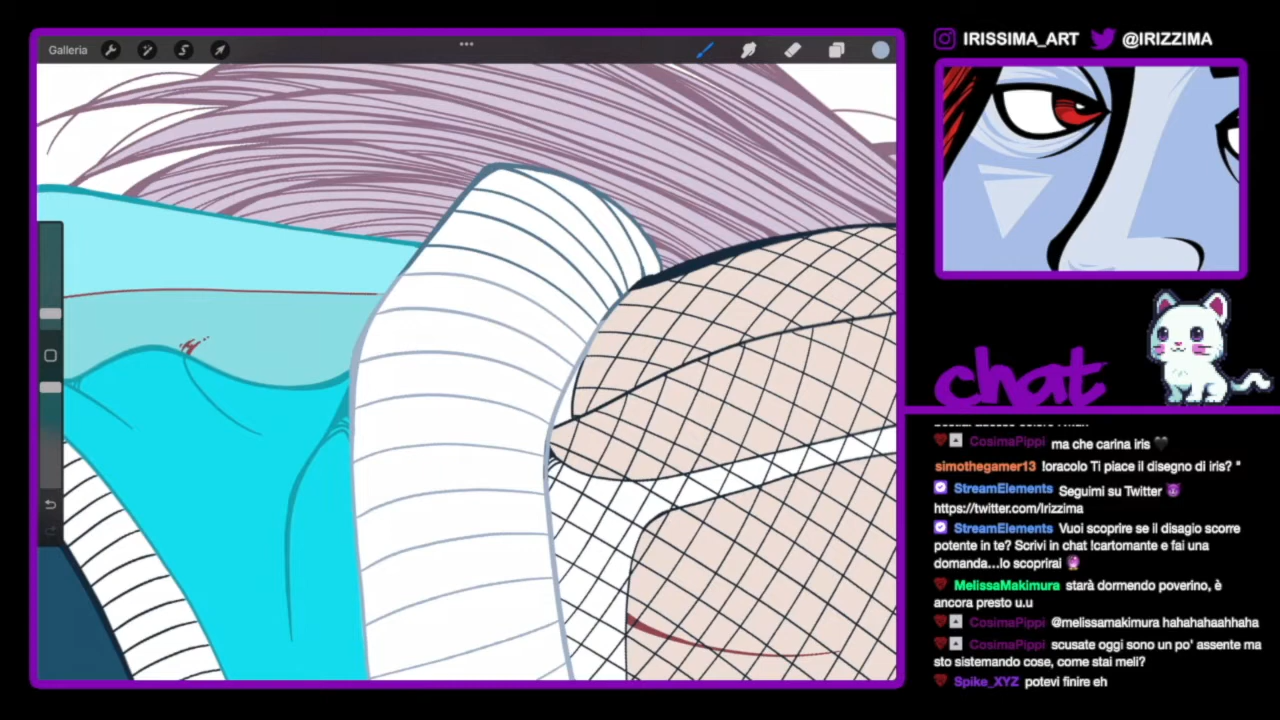 Galleria
IRISSIMA_ART @IRIZZIMA
chat
CosimaPippi ma che carina iris
simothegamer13 !oracolo Ti piace il disegno di iris? "
StreamElements Seguimi su Twitter
https://twitter.com/Irizzima
StreamElements Vuoi scoprire se il disagio scorre
potente in te? Scrivi in chat !cartomante e fai una
domanda...lo scoprirai
MelissaMakimura starà dormendo poverino, è
ancora presto u.u
CosimaPippi @melissamakimura hahahahaahhaha
CosimaPippi scusate oggi sono un po' assente ma
sto sistemando cose, come stai meli?
Spike_XYZ potevi finire eh